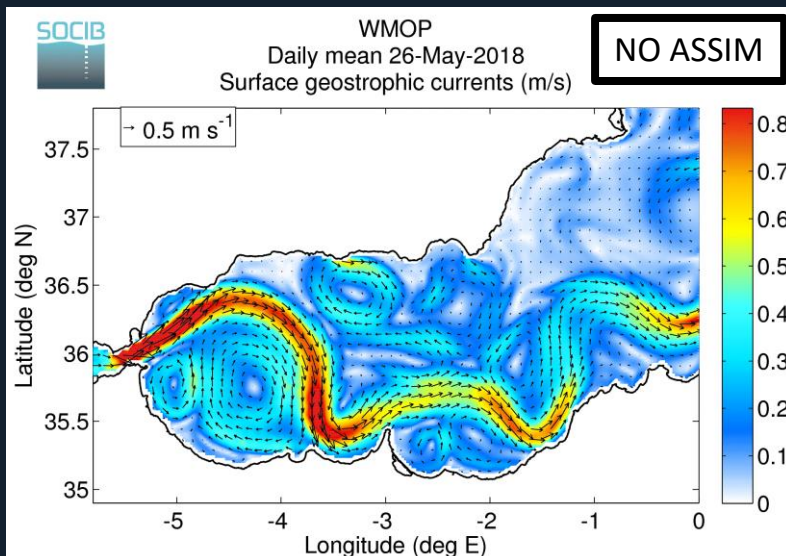 SOCIB
WMOP
Daily mean 26-May-2018
Surface geostrophic currents (m/s)
NO ASSIM
→ 0.5 m s⁻¹
Latitude (deg N)
37.5
37
36.5
36
35.5
35
-5
-4
-3
-2
-1
0
Longitude (deg E)
0.8
0.7
0.6
0.5
0.4
0.3
0.2
0.1
0